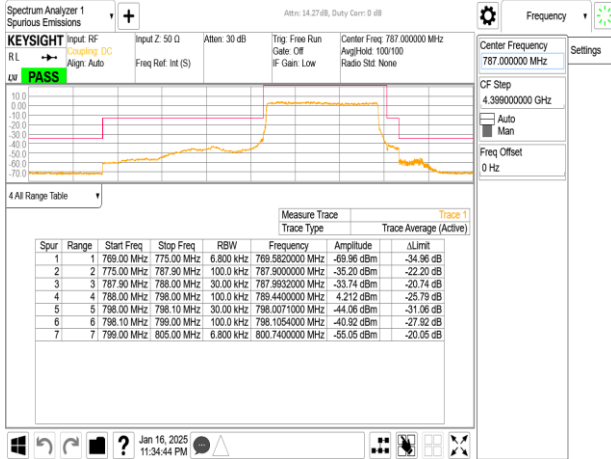 Spectrum Analyzer 1
Spurious Emissions
+
Attn: 14.27dB, Duty Corr: 0 dB
Frequency
KEYSIGHT
Input: RF
Input Z: 50 Ω
Atten: 30 dB
Trig: Free Run
Center Freq: 787.000000 MHz
RL
Coupling: DC
Gate: Off
Avg|Hold: 100/100
Align: Auto
Freq Ref: Int (S)
IF Gain: Low
Radio Std: None
PASS
Center Frequency
787.000000 MHz
Settings
CF Step
4.399000000 GHz
Auto
Man
Freq Offset
0 Hz
10.0
0.00
-10.0
-20.0
-30.0
-40.0
-50.0
-60.0
-70.0
4 All Range Table
Measure Trace Trace 1
Trace Type Trace Average (Active)
Spur Range Start Freq Stop Freq RBW Frequency Amplitude ΔLimit
1 1 769.00 MHz 775.00 MHz 6.800 kHz 769.5820000 MHz -69.96 dBm -34.96 dB
2 2 775.00 MHz 787.90 MHz 100.0 kHz 787.9000000 MHz -35.20 dBm -22.20 dB
3 3 787.90 MHz 788.00 MHz 30.00 kHz 787.9932000 MHz -33.74 dBm -20.74 dB
4 4 788.00 MHz 798.00 MHz 100.0 kHz 789.4400000 MHz 4.212 dBm -25.79 dB
5 5 798.00 MHz 798.10 MHz 30.00 kHz 798.0071000 MHz -44.06 dBm -31.06 dB
6 6 798.10 MHz 799.00 MHz 100.0 kHz 798.1054000 MHz -40.92 dBm -27.92 dB
7 7 799.00 MHz 805.00 MHz 6.800 kHz 800.7400000 MHz -55.05 dBm -20.05 dB
?
Jan 16, 2025
11:34:44 PM